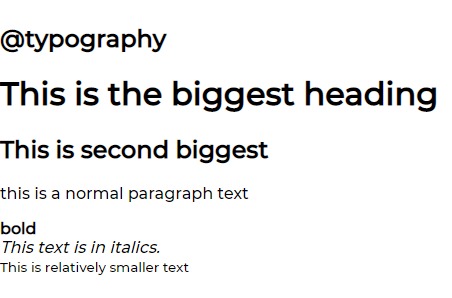 @typography
This is the biggest heading
This is second biggest
this is a normal paragraph text
bold
This text is in italics.
This is relatively smaller text